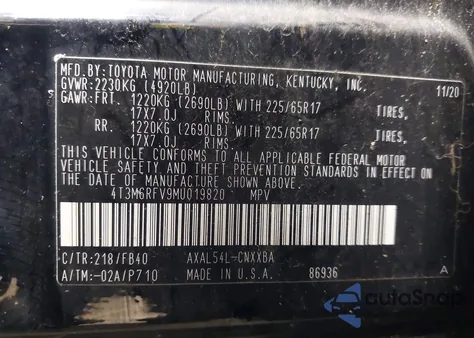 MFD.BY:TOYOTA MOTOR MANUFACTURING, KENTUCKY, INC.
GVWR:2230KG (4920LB) 11/20
GAWR:FRT. 1220KG (2690LB) WITH 225/65R17 TIRES,
17X7.0J RIMS.
RR. 1220KG (2690LB) WITH 225/65R17 TIRES,
17X7.0J RIMS.
THIS VEHICLE CONFORMS TO ALL APPLICABLE FEDERAL MOTOR
VEHICLE SAFETY AND THEFT PREVENTION STANDARDS IN EFFECT
ON THE DATE OF MANUFACTURE SHOWN ABOVE.
4T3MGRFV9MU019820 MPV
C/TR:218/FB40 AXAL54L-CNXXBA
A/TM:-02A/P710 MADE IN U.S.A. 86936 A
autoSnap